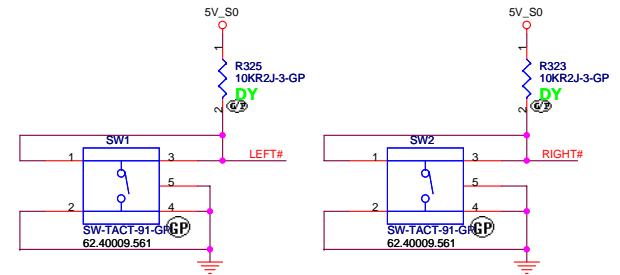 5V_S0
5V_S0
1
1
R325
10KR2J-3-GP
DY
R323
10KR2J-3-GP
DY
2
G/P
2
G/P
SW1
SW2
1
3
LEFT#
1
3
RIGHT#
5
5
2
4
2
4
SW-TACT-91-GP
GP
SW-TACT-91-GP
GP
62.40009.561
62.40009.561